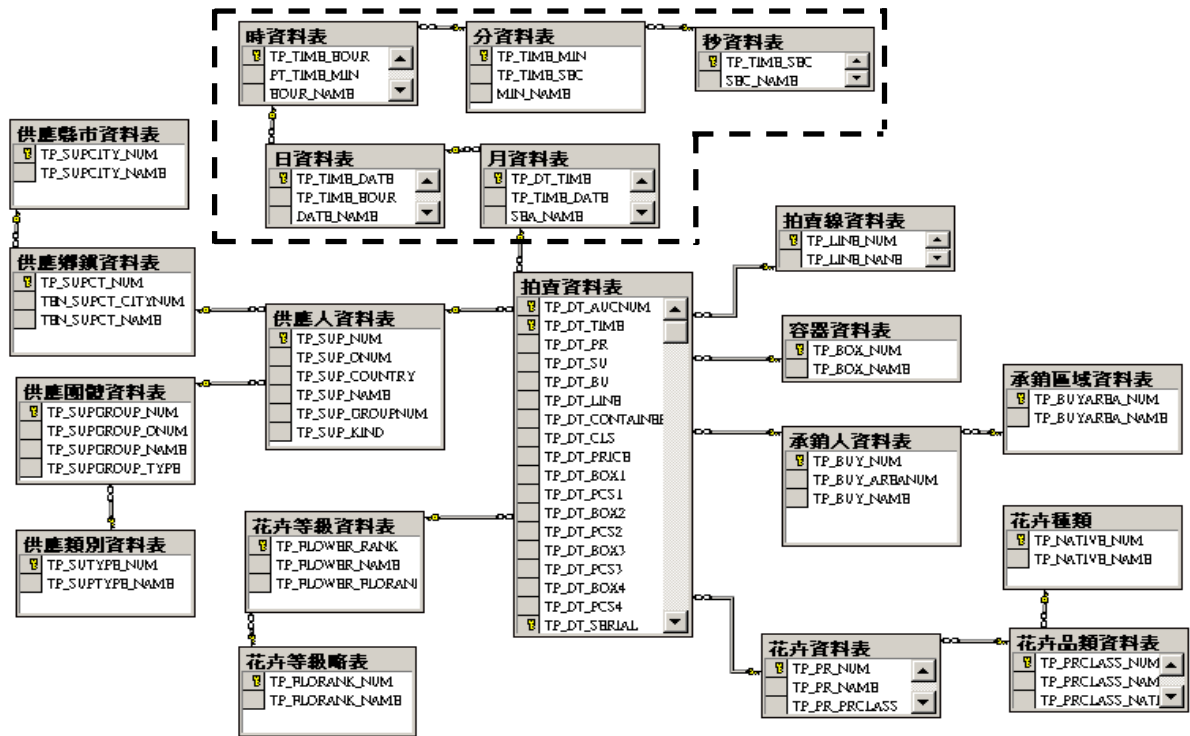 時資料表
TP_TIME_HOUR
PT_TIME_MIN
HOUR_NAME
分資料表
TP_TIME_MIN
TP_TIME_SEC
MIN_NAME
秒資料表
TP_TIME_SEC
SEC_NAME
日資料表
TP_TIME_DATE
TP_TIME_HOUR
DATE_NAME
月資料表
TP_DT_TIME
TP_TIME_DATE
SEA_NAME
供應縣市資料表
TP_SUPCITY_NUM
TP_SUPCITY_NAME
供應鄉鎮資料表
TP_SUPCT_NUM
TEN_SUPCT_CITYNUM
TEN_SUPCT_NAME
供應人資料表
TP_SUP_NUM
TP_SUP_ONUM
TP_SUP_COUNTRY
TP_SUP_NAME
TP_SUP_GROUPNUM
TP_SUP_KIND
供應團體資料表
TP_SUPGROUP_NUM
TP_SUPGROUP_ONUM
TP_SUPGROUP_NAME
TP_SUPGROUP_TYPE
供應類別資料表
TP_SUTYPE_NUM
TP_SUPTYPE_NAME
花卉等級資料表
TP_FLOWER_RANK
TP_FLOWER_NAME
TP_FLOWER_FLORANI
花卉等級略表
TP_FLORANK_NUM
TP_FLORANK_NAME
拍賣資料表
TP_DT_AUCNUM
TP_DT_TIME
TP_DT_PR
TP_DT_SU
TP_DT_BU
TP_DT_LINE
TP_DT_CONTAINEE
TP_DT_CLS
TP_DT_PRICE
TP_DT_BOX1
TP_DT_PCS1
TP_DT_BOX2
TP_DT_PCS2
TP_DT_BOX3
TP_DT_PCS3
TP_DT_BOX4
TP_DT_PCS4
TP_DT_SERIAL
拍賣線資料表
TP_LINE_NUM
TP_LINE_NANE
容器資料表
TP_BOX_NUM
TP_BOX_NAME
承銷人資料表
TP_BUY_NUM
TP_BUY_AREANUM
TP_BUY_NAME
承銷區域資料表
TP_BUYAREA_NUM
TP_BUYAREA_NAME
花卉種類
TP_NATIVE_NUM
TP_NATIVE_NAME
花卉資料表
TP_PR_NUM
TP_PR_NAME
TP_PR_PRCLASS
花卉品類資料表
TP_PRCLASS_NUM
TP_PRCLASS_NAM
TP_PRCLASS_NATI